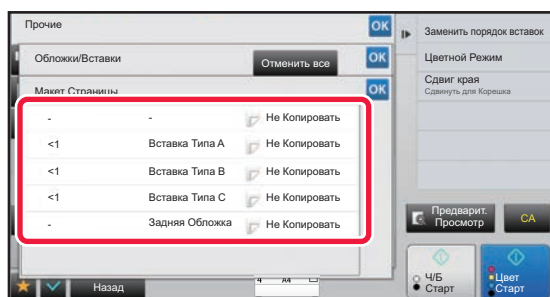 Прочие
OK
Обложки/Вставки
Отменить все
OK
Макет Страницы
OK
- - Не Копировать
<1 Вставка Типа A Не Копировать
<1 Вставка Типа B Не Копировать
<1 Вставка Типа C Не Копировать
- Задняя Обложка Не Копировать
Назад
4 A4
Заменить порядок вставок
Цветной Режим
Сдвиг края
Сдвинуть для Корешка
Предварит.
Просмотр
CA
Ч/Б
Старт
Цвет
Старт